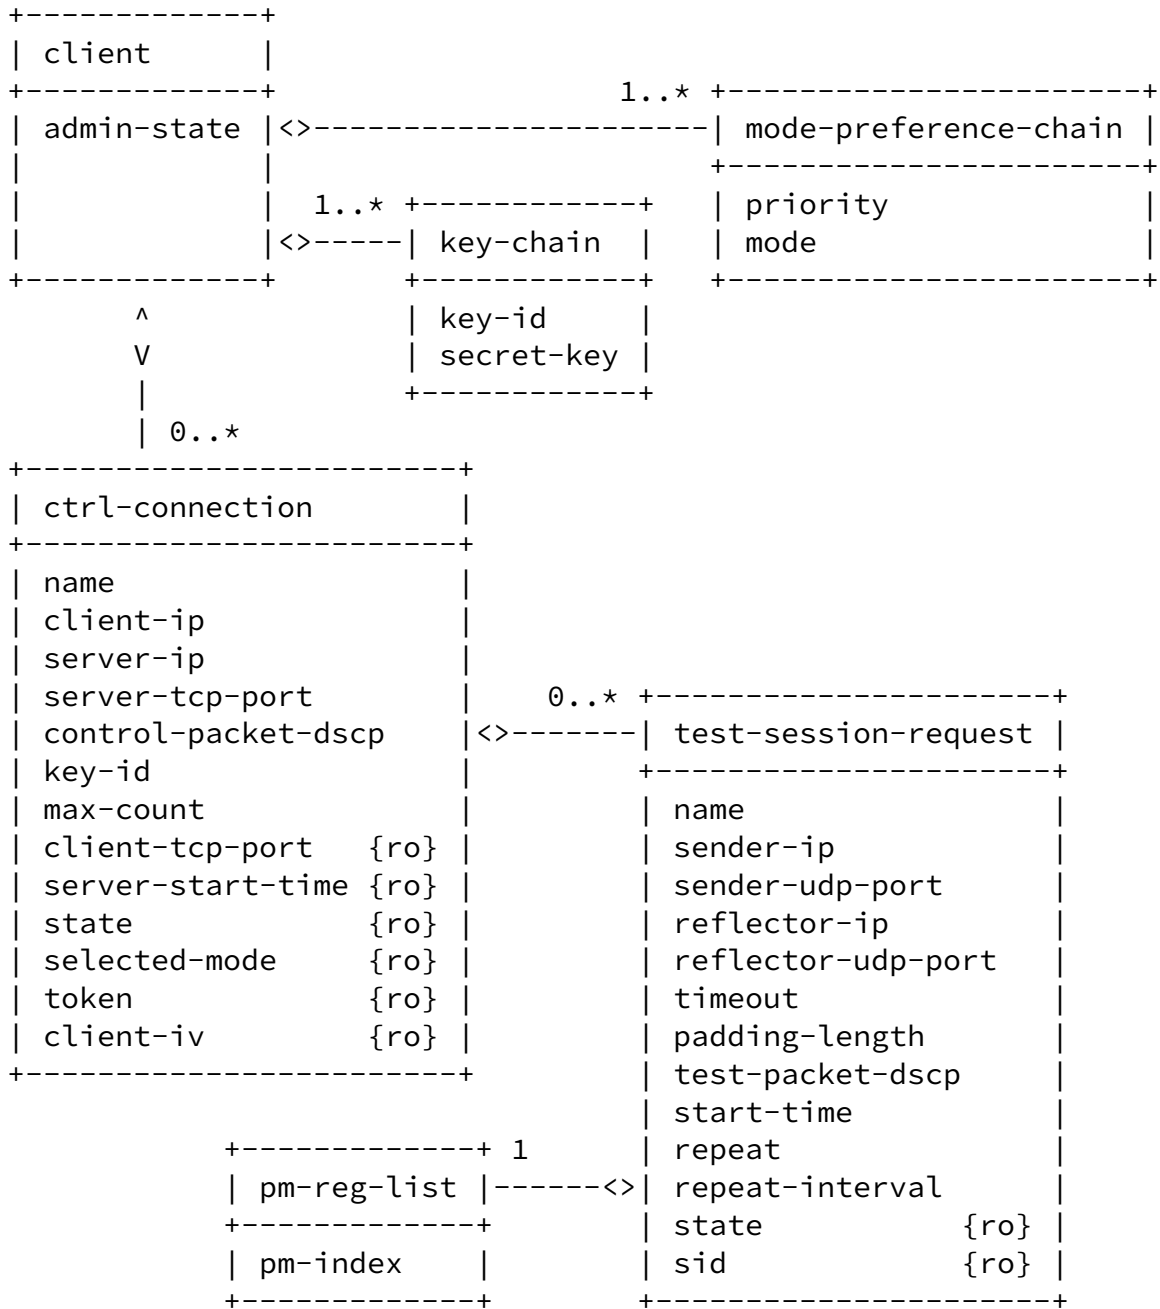 +-------------+
| client      |
+-------------+                   1..* +-----------------------+
| admin-state |<>----------------------| mode-preference-chain |
|             |                        +-----------------------+
|             |  1..* +------------+   | priority              |
|             |<>-----| key-chain  |   | mode                  |
+-------------+       +------------+   +-----------------------+
       ^              | key-id     |
       V              | secret-key |
       |              +------------+
       | 0..*
+------------------------+
| ctrl-connection        |
+------------------------+
| name                   |
| client-ip              |
| server-ip              |
| server-tcp-port        |    0..* +----------------------+
| control-packet-dscp    |<>-------| test-session-request |
| key-id                 |         +----------------------+
| max-count              |         | name                 |
| client-tcp-port   {ro} |         | sender-ip            |
| server-start-time {ro} |         | sender-udp-port      |
| state             {ro} |         | reflector-ip         |
| selected-mode     {ro} |         | reflector-udp-port   |
| token             {ro} |         | timeout              |
| client-iv         {ro} |         | padding-length       |
+------------------------+         | test-packet-dscp     |
                                   | start-time           |
            +-------------+ 1      | repeat               |
            | pm-reg-list |------<>| repeat-interval      |
            +-------------+        | state           {ro} |
            | pm-index    |        | sid             {ro} |
            +-------------+        +----------------------+